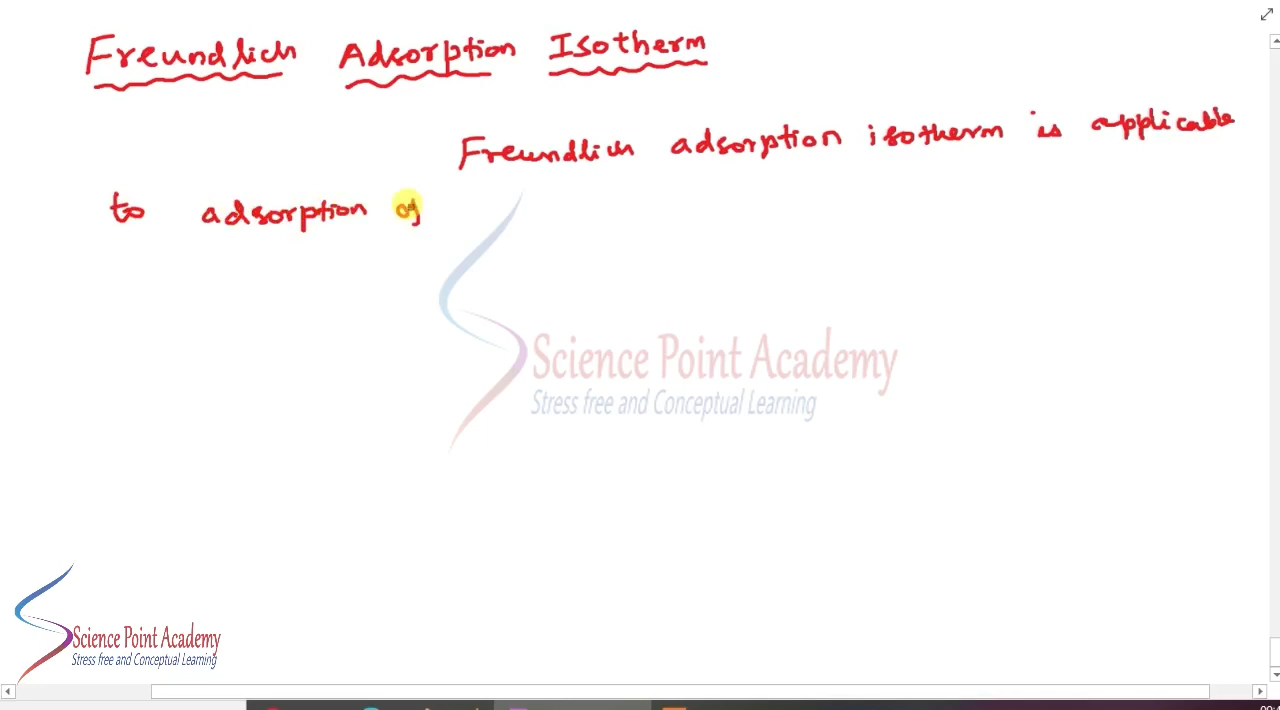 Freundlich Adsorption Isotherm
Freundlich adsorption isotherm is applicable
to adsorption of
Science Point Academy
Stress free and Conceptual Learning
Science Point Academy
Stress free and Conceptual Learning